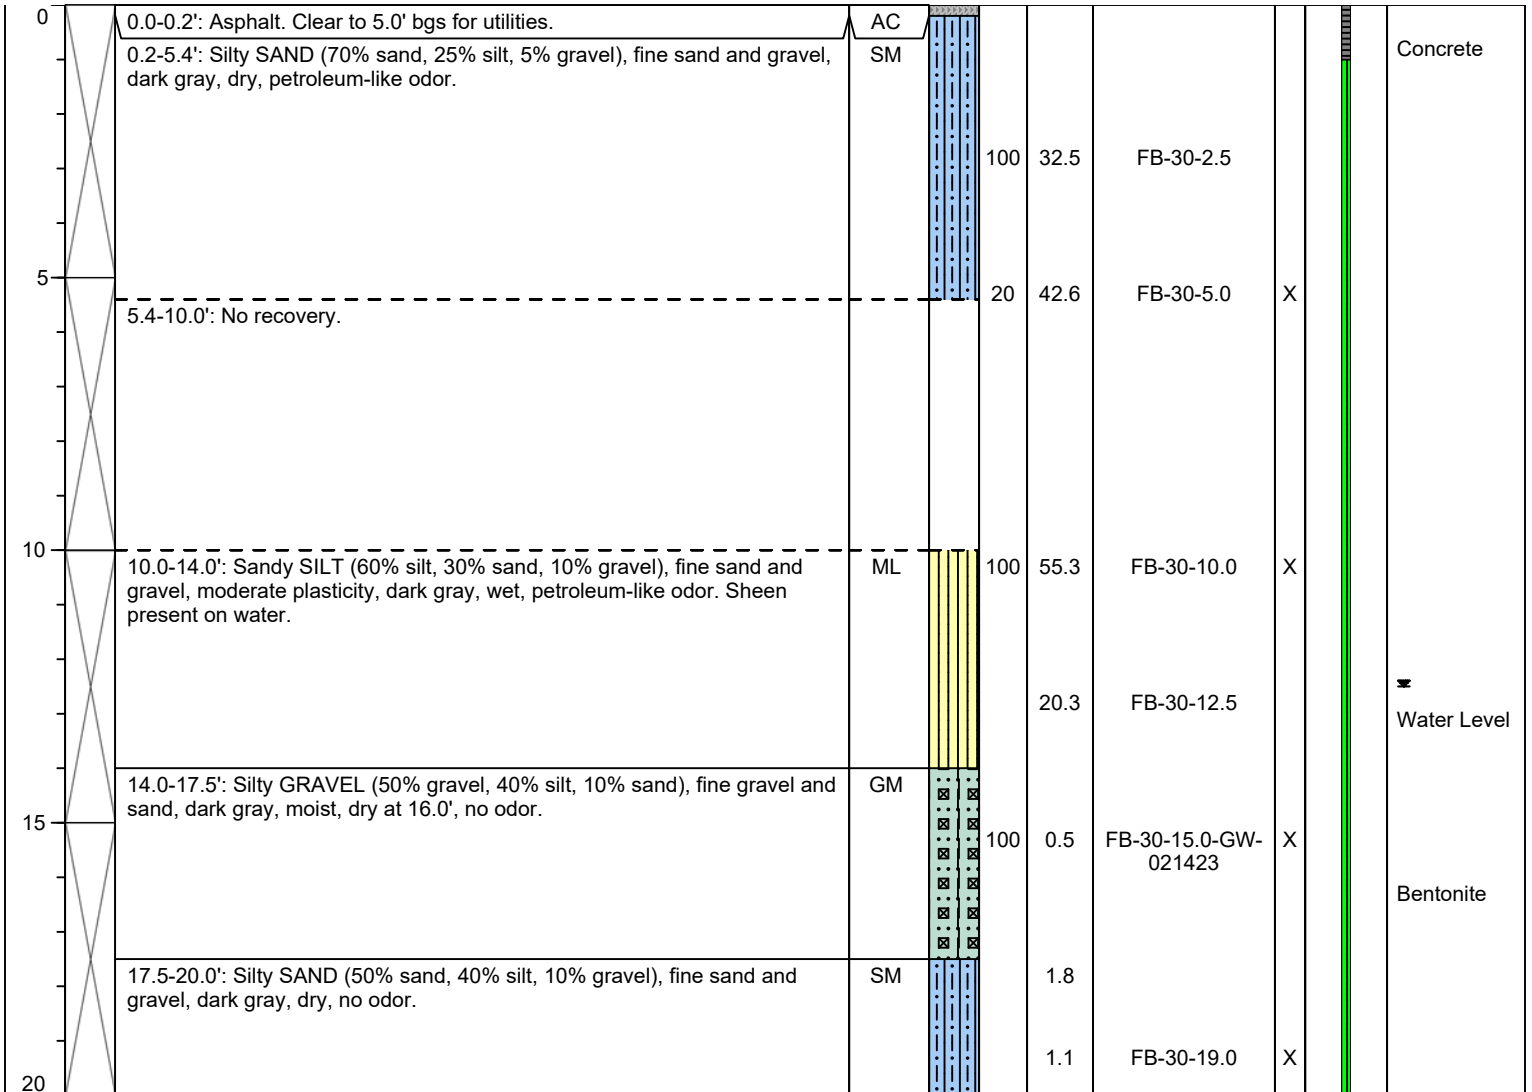 0
0.0-0.2': Asphalt. Clear to 5.0' bgs for utilities.
AC
0.2-5.4': Silty SAND (70% sand, 25% silt, 5% gravel), fine sand and gravel,
dark gray, dry, petroleum-like odor.
SM
Concrete
100
32.5
FB-30-2.5
5
20
42.6
FB-30-5.0
X
5.4-10.0': No recovery.
10
10.0-14.0': Sandy SILT (60% silt, 30% sand, 10% gravel), fine sand and
gravel, moderate plasticity, dark gray, wet, petroleum-like odor. Sheen
present on water.
ML
100
55.3
FB-30-10.0
X
20.3
FB-30-12.5
Water Level
14.0-17.5': Silty GRAVEL (50% gravel, 40% silt, 10% sand), fine gravel and
sand, dark gray, moist, dry at 16.0', no odor.
GM
15
100
0.5
FB-30-15.0-GW-
021423
X
Bentonite
17.5-20.0': Silty SAND (50% sand, 40% silt, 10% gravel), fine sand and
gravel, dark gray, dry, no odor.
SM
1.8
1.1
FB-30-19.0
X
20